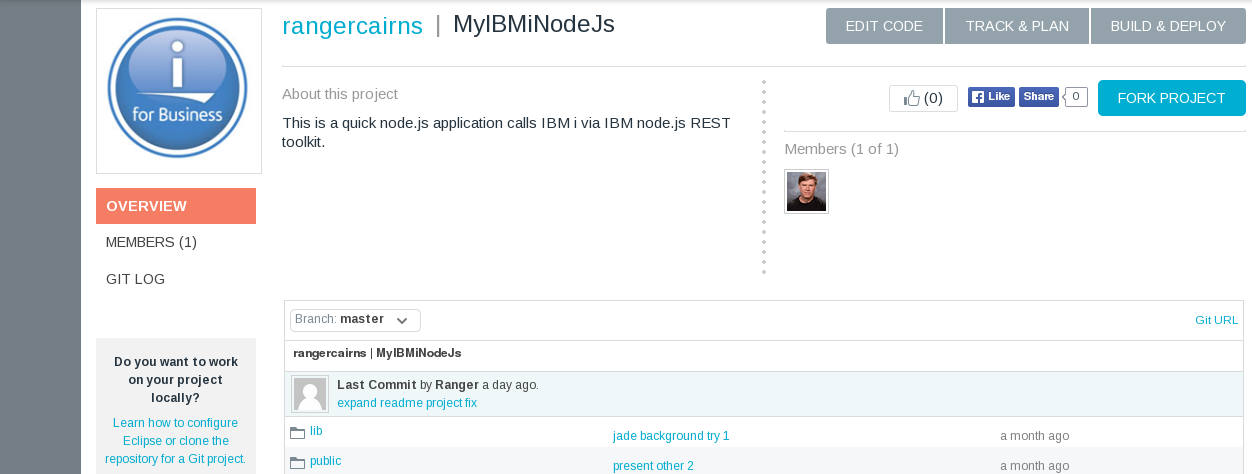 rangercairns | MyIBMiNodeJs
EDIT CODE
TRACK & PLAN
BUILD & DEPLOY
i
for Business
About this project
This is a quick node.js application calls IBM i via IBM node.js REST
toolkit.
(0)
Like
Share
0
FORK PROJECT
Members (1 of 1)
OVERVIEW
MEMBERS (1)
GIT LOG
Do you want to work
on your project
locally?
Learn how to configure
Eclipse or clone the
repository for a Git project.
Branch: master
Git URL
rangercairns | MyIBMiNodeJs
Last Commit by Ranger a day ago.
expand readme project fix
lib
jade background try 1
a month ago
public
present other 2
a month ago